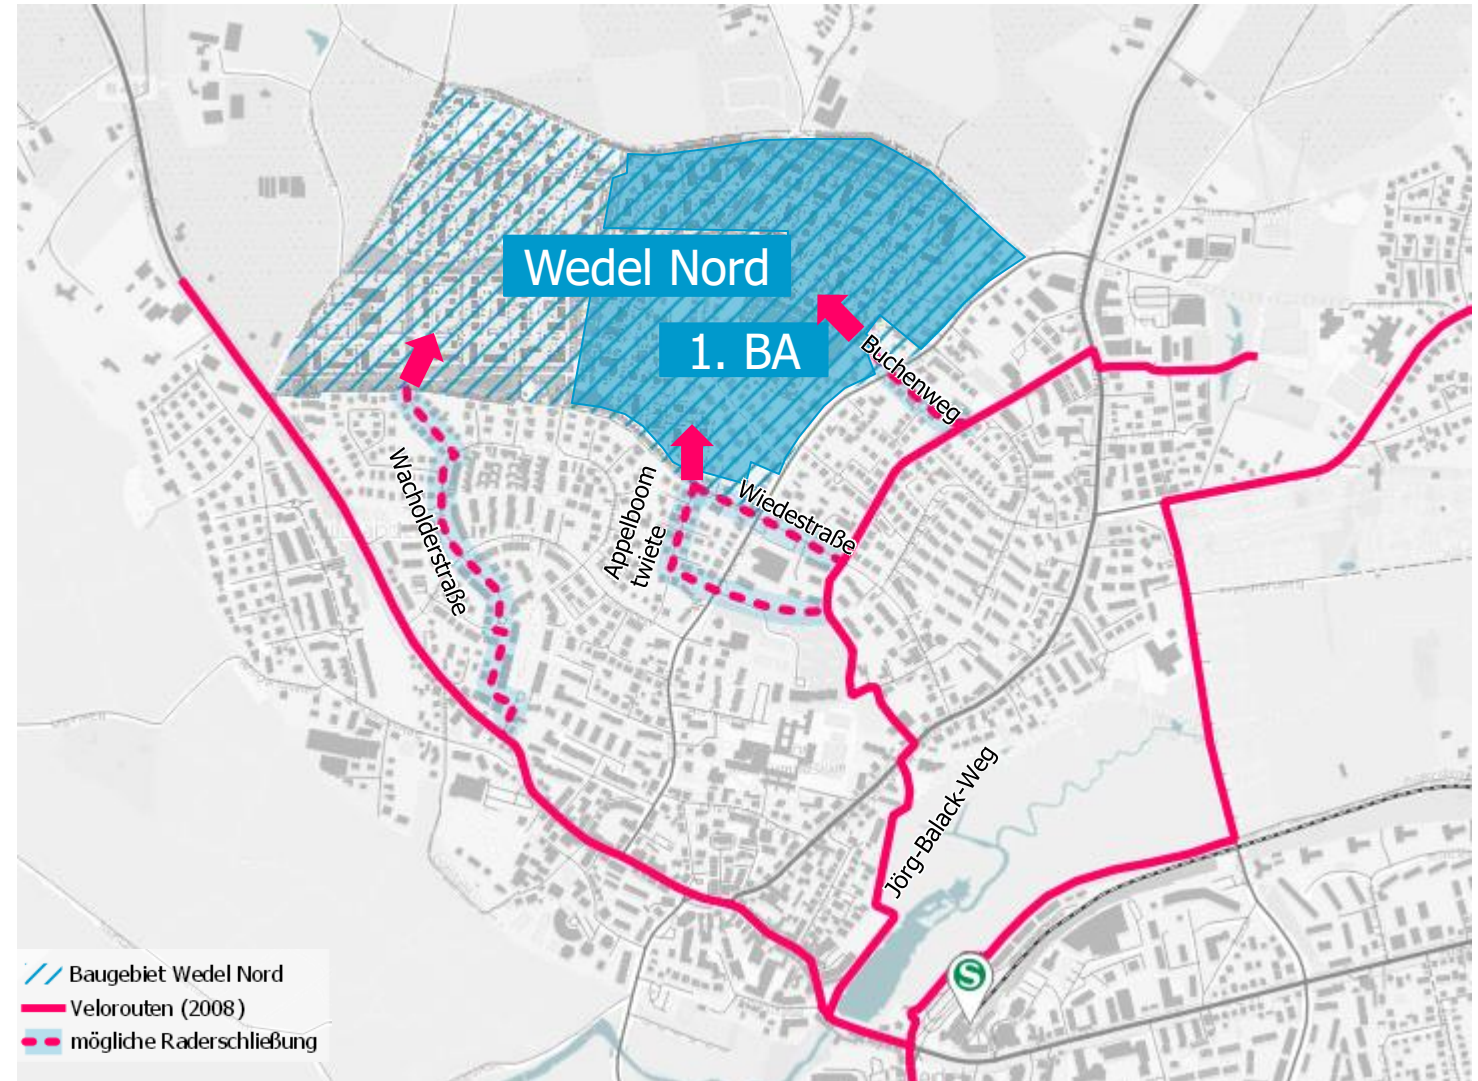 Wedel Nord
1. BA
Buchenweg
Wacholderstraße
Appelboom
twiete
Wiedestraße
Jörg-Balack-Weg
S
Baugebiet Wedel Nord
Velorouten (2008)
mögliche Raderschließung